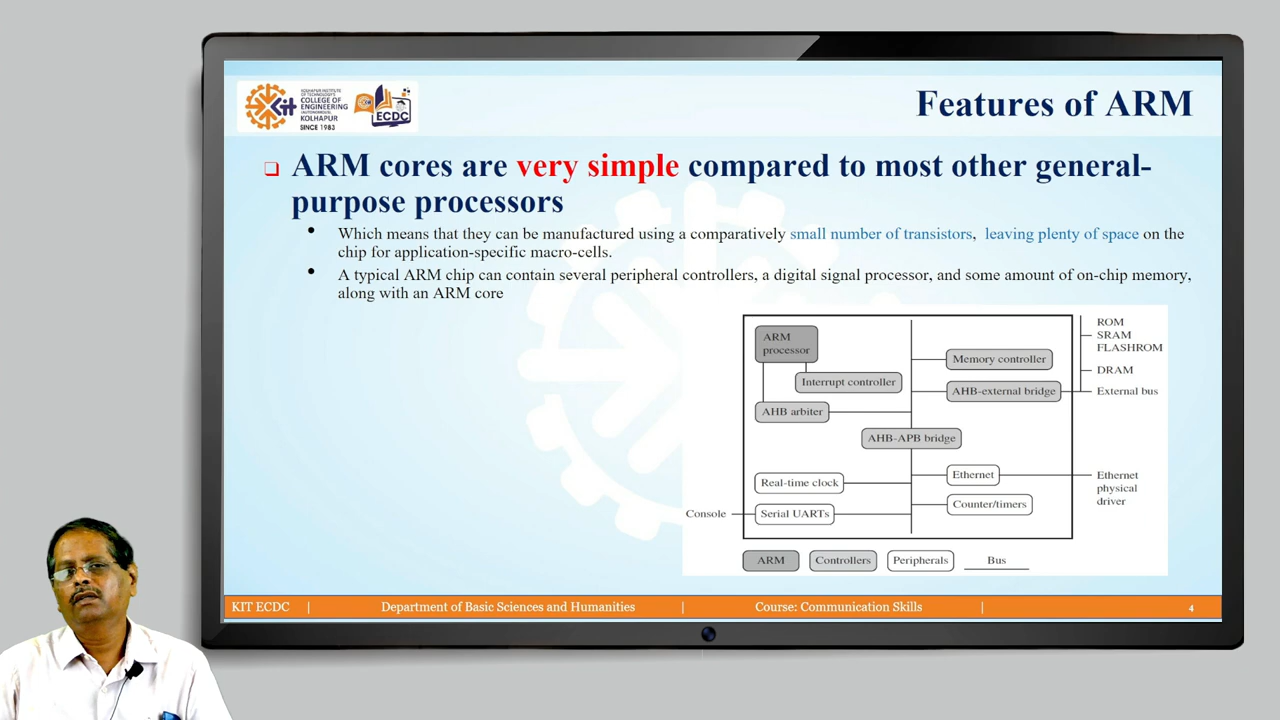 KOLHAPUR INSTITUTE
OF TECHNOLOGY'S
COLLEGE OF
ENGINEERING
(AUTONOMOUS)
KOLHAPUR
SINCE 1983
Kit
ECDC
Features of ARM
ARM cores are very simple compared to most other general-
purpose processors
• Which means that they can be manufactured using a comparatively small number of transistors, leaving plenty of space on the
chip for application-specific macro-cells.
• A typical ARM chip can contain several peripheral controllers, a digital signal processor, and some amount of on-chip memory,
along with an ARM core
ARM
processor
Interrupt controller
AHB arbiter
Memory controller
AHB-external bridge
AHB-APB bridge
ROM
SRAM
FLASHROM
DRAM
External bus
Real-time clock
Console
Serial UARTs
Ethernet
Counter/timers
Ethernet
physical
driver
ARM
Controllers
Peripherals
Bus
KIT ECDC | Department of Basic Sciences and Humanities | Course: Communication Skills | 4